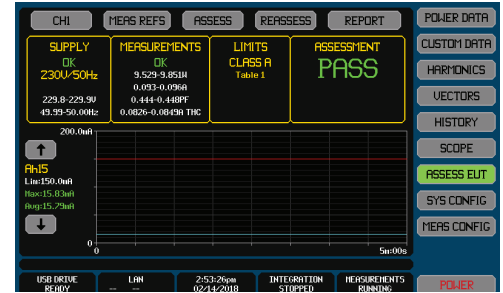 CH1 MEAS REFS ASSESS REASSESS REPORT
POWER DATA
CUSTOM DATA
HARMONICS
VECTORS
HISTORY
SCOPE
ASSESS EUT
SYS CONFIG
MEAS CONFIG
POWER
SUPPLY
OK
230V/50Hz
229.8-229.9V
49.99-50.00Hz
MEASUREMENTS
OK
9.529-9.851W
0.093-0.096A
0.444-0.448PF
0.0826-0.0849A THC
LIMITS
CLASS A
Table 1
ASSESSMENT
PASS
200.0mA
Ah15
Lim:150.0mA
Max:15.83mA
Avg:15.79mA
0
0
5m:00s
USB DRIVE
READY
LAN
-- --
2:53:26pm
02/14/2018
INTEGRATION
STOPPED
MEASUREMENTS
RUNNING